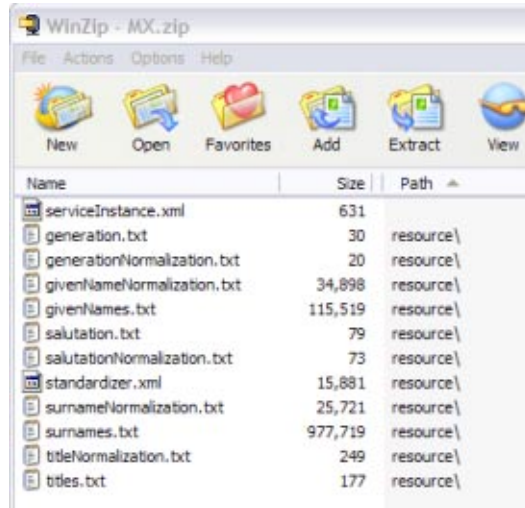 WinZip - MX.zip
File Actions Options Help
New Open Favorites Add Extract View
Name Size Path
serviceInstance.xml 631
generation.txt 30 resource\
generationNormalization.txt 20 resource\
givenNameNormalization.txt 34,898 resource\
givenNames.txt 115,519 resource\
salutation.txt 79 resource\
salutationNormalization.txt 73 resource\
standardizer.xml 15,881 resource\
surnameNormalization.txt 25,721 resource\
surnames.txt 977,719 resource\
titleNormalization.txt 249 resource\
titles.txt 177 resource\